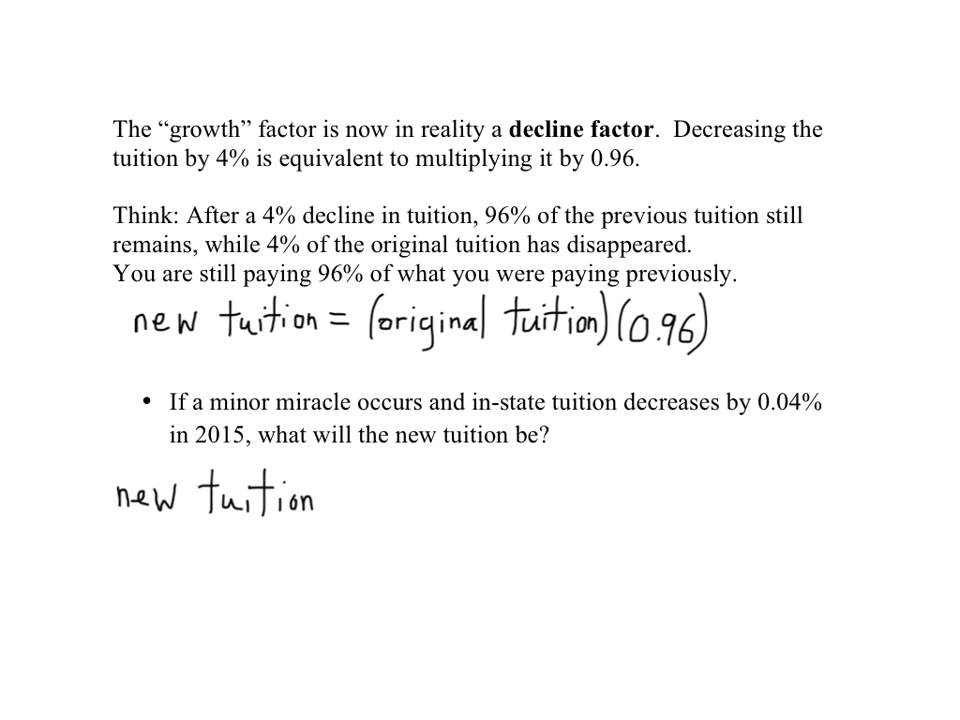 The “growth” factor is now in reality a decline factor.  Decreasing the
tuition by 4% is equivalent to multiplying it by 0.96.
Think: After a 4% decline in tuition, 96% of the previous tuition still
remains, while 4% of the original tuition has disappeared.
You are still paying 96% of what you were paying previously.
new tuition = (original tuition)(0.96)
• If a minor miracle occurs and in-state tuition decreases by 0.04%
in 2015, what will the new tuition be?
new tuition